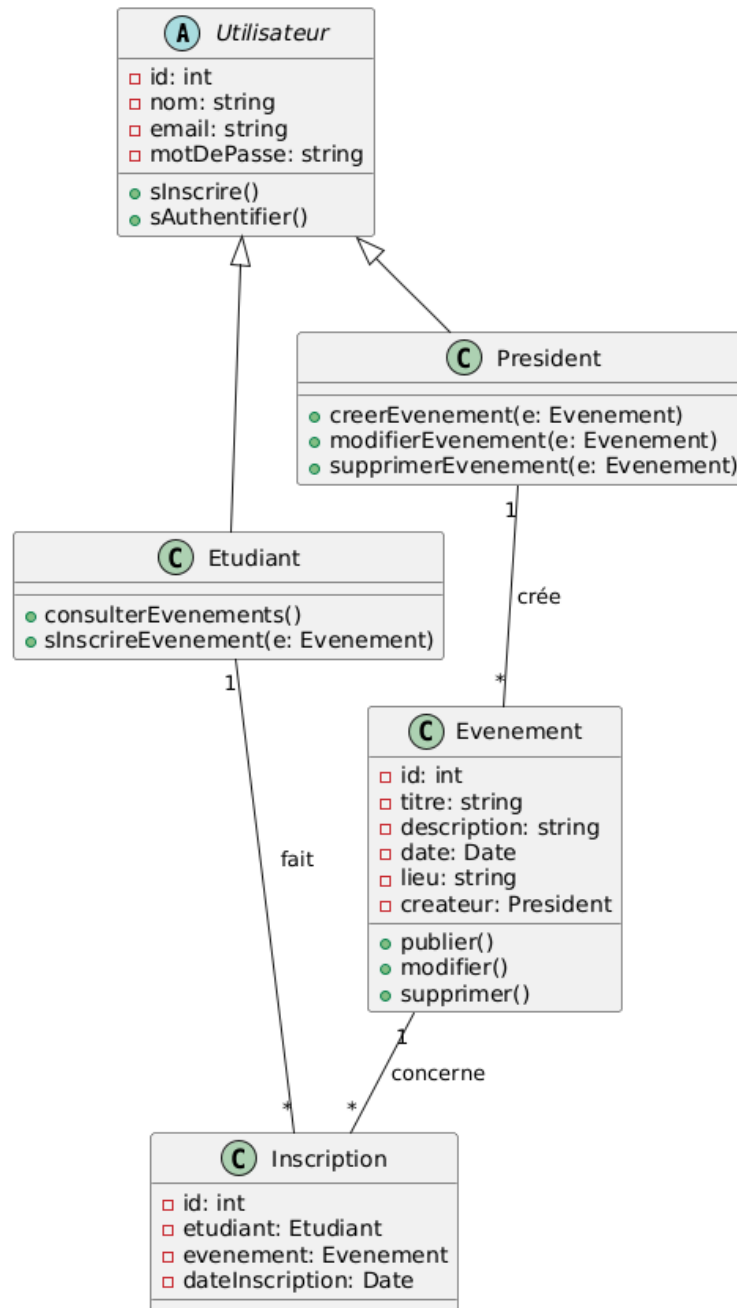 A Utilisateur
id: int
nom: string
email: string
motDePasse: string
sInscrire()
sAuthentifier()
C President
creerEvenement(e: Evenement)
modifierEvenement(e: Evenement)
supprimerEvenement(e: Evenement)
C Etudiant
consulterEvenements()
sInscrireEvenement(e: Evenement)
1
crée
*
1
C Evenement
id: int
titre: string
description: string
date: Date
lieu: string
createur: President
publier()
modifier()
supprimer()
fait
1
concerne
*
*
C Inscription
id: int
etudiant: Etudiant
evenement: Evenement
dateInscription: Date